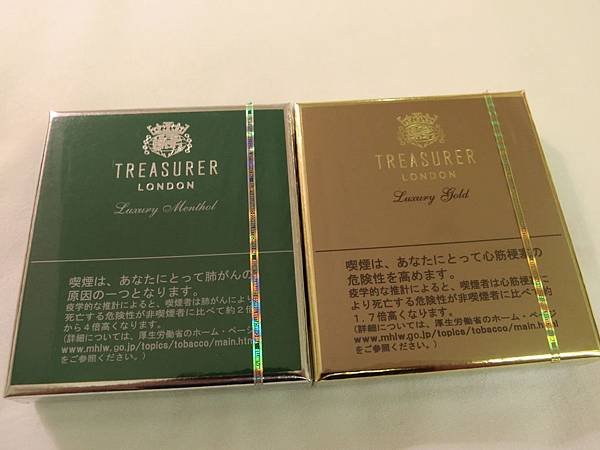 TREASURER
LONDON
Luxury Menthol
喫煙は、あなたにとって肺がんの
原因の一つとなります。
疫学的な推計によると、喫煙者は肺がんにより
死亡する危険性が非喫煙者に比べて約2倍
から4倍高くなります。
(詳細については、厚生労働省のホーム・ページ
www.mhlw.go.jp/topics/tobacco/main.html
をご参照ください。)
TREASURER
LONDON
Luxury Gold
喫煙は、あなたにとって心筋梗塞の
危険性を高めます。
疫学的な推計によると、喫煙者は心筋梗塞に
より死亡する危険性が非喫煙者に比べて約
1.7倍高くなります。
(詳細については、厚生労働省のホーム・ページ
www.mhlw.go.jp/topics/tobacco/main.html
をご参照ください。)